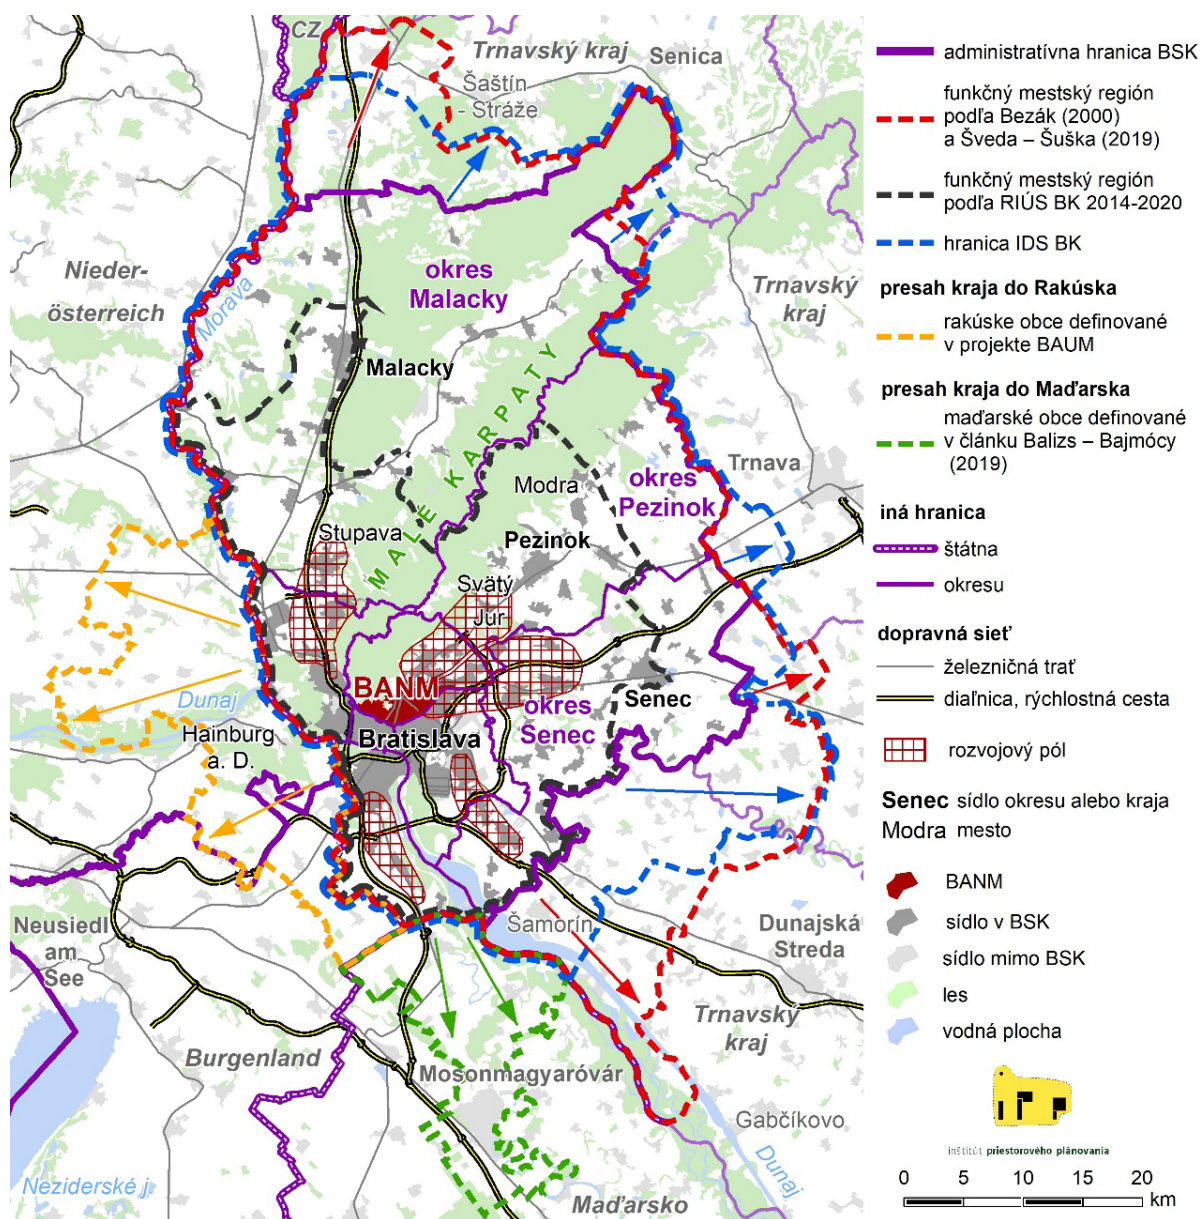 CZ
Trnavský kraj
Senica
Šaštín
- Stráže
Nieder-
österreich
Morava
okres
Malacky
Trnavský
kraj
Malacky
MALÉ KARPATY
Trnava
okres
Pezinok
Modra
Stupava
Pezinok
Svätý
Jur
Dunaj
BANM
Senec
okres
Senec
Hainburg
a. D.
Bratislava
Neusiedl
am
See
Šamorín
Dunajská
Streda
Trnavský
kraj
Burgenland
Mosonmagyaróvár
Gabčíkovo
Dunaj
Neziderské j.
Maďarsko
administratívna hranica BSK
funkčný mestský región
podľa Bezák (2000)
a Šveda – Šuška (2019)
funkčný mestský región
podľa RIÚS BK 2014-2020
hranica IDS BK
presah kraja do Rakúska
rakúske obce definované
v projekte BAUM
presah kraja do Maďarska
maďarské obce definované
v článku Balizs – Bajmócy
(2019)
iná hranica
štátna
okresu
dopravná sieť
železničná trať
diaľnica, rýchlostná cesta
rozvojový pól
Senec sídlo okresu alebo kraja
Modra mesto
BANM
sídlo v BSK
sídlo mimo BSK
les
vodná plocha
inštitút priestorového plánovania
0 5 10 15 20
km